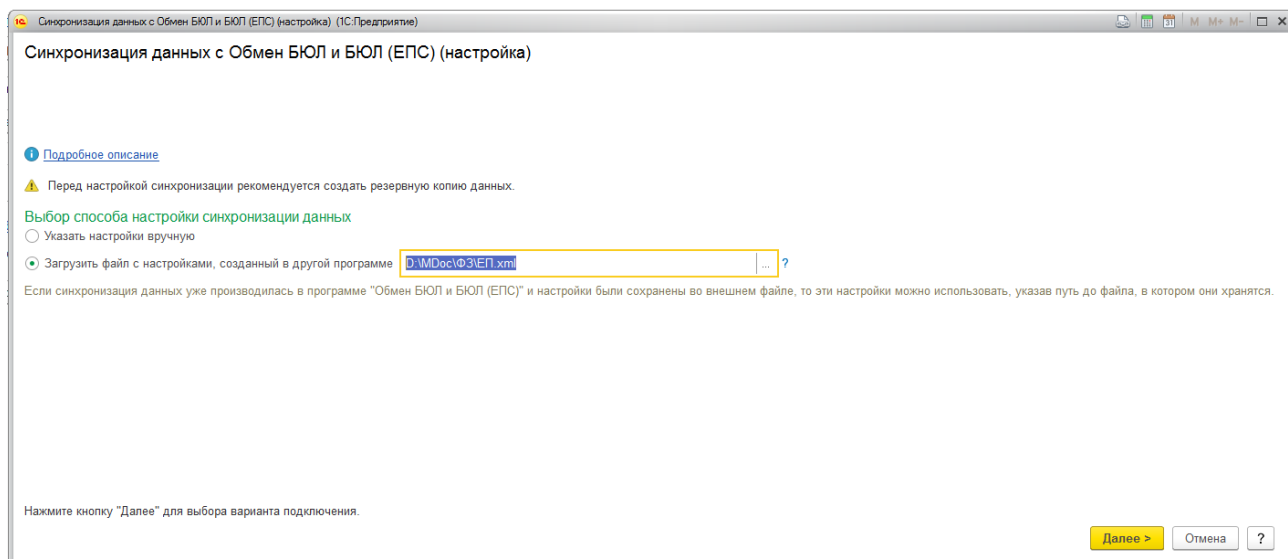 Синхронизация данных с Обмен БЮЛ и БЮЛ (ЕПС) (настройка) (1С:Предприятие)
M M+ M-
Синхронизация данных с Обмен БЮЛ и БЮЛ (ЕПС) (настройка)
Подробное описание
Перед настройкой синхронизации рекомендуется создать резервную копию данных.
Выбор способа настройки синхронизации данных
Указать настройки вручную
Загрузить файл с настройками, созданный в другой программе D:\MDoc\ФЗ\ЕП.xml ... ?
Если синхронизация данных уже производилась в программе "Обмен БЮЛ и БЮЛ (ЕПС)" и настройки были сохранены во внешнем файле, то эти настройки можно использовать, указав путь до файла, в котором они хранятся.
Нажмите кнопку "Далее" для выбора варианта подключения.
Далее > Отмена ?